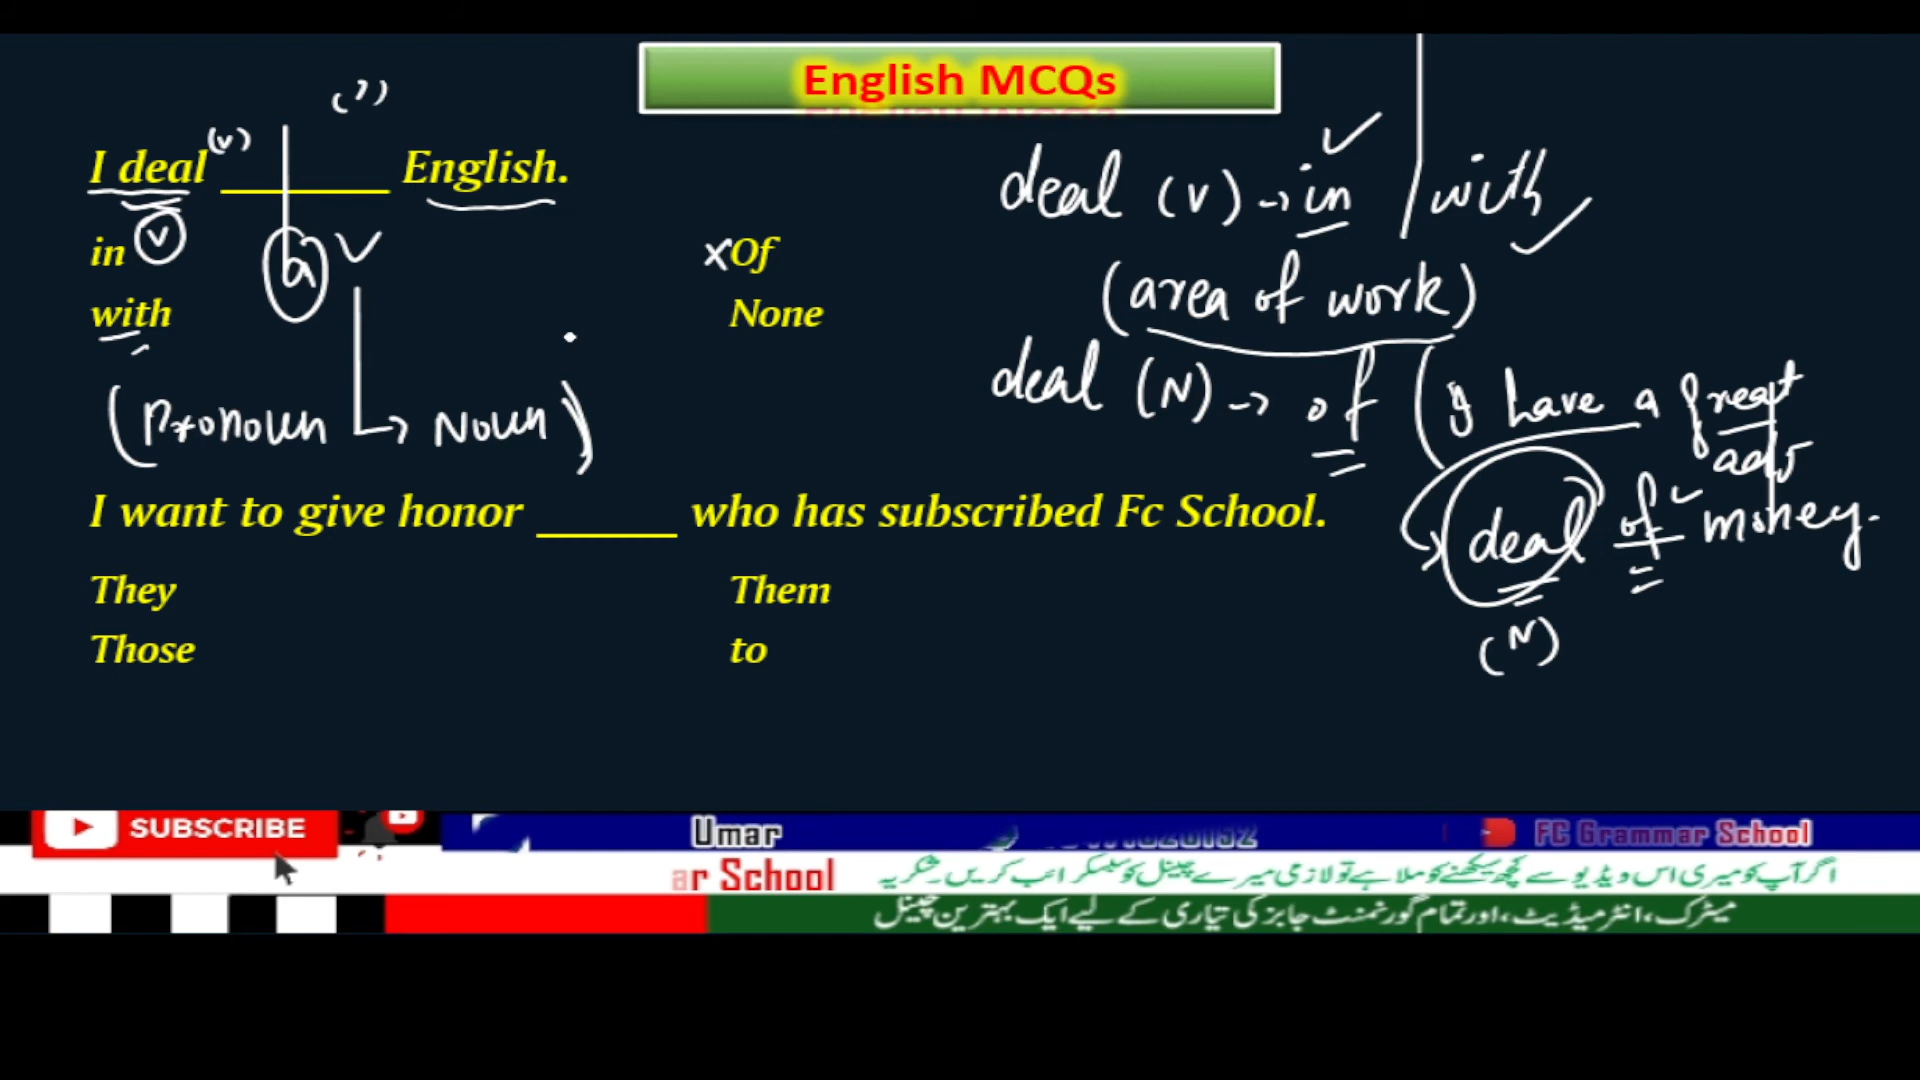 English MCQs
I deal (v) ________ English.
in (v)
a
xOf
with
None
(Pronoun → Noun)
deal (v) → in / with
(area of work)
deal (N) → of (I have a great
adv
deal of money.
(N)
I want to give honor ______ who has subscribed Fc School.
They
Them
Those
to
SUBSCRIBE
Umar
FC Grammar School
ar School
اگر آپ کو میری اس ویڈیو سے کچھ سیکھنے کو ملا ہے تو لازمی میرے چینل کو سبسکرائب کریں۔ شکریہ
میٹرک، انٹرمیڈیٹ، اور تمام گورنمنٹ جابز کی تیاری کے لیے ایک بہترین چینل